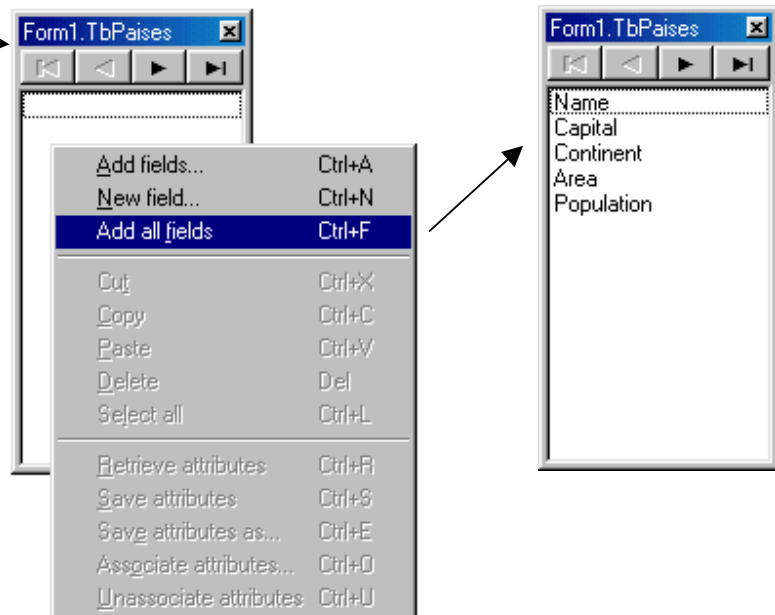 Form1.TbPaises
Add fields... Ctrl+A
New field... Ctrl+N
Add all fields Ctrl+F
Cut Ctrl+X
Copy Ctrl+C
Paste Ctrl+V
Delete Del
Select all Ctrl+L
Retrieve attributes Ctrl+R
Save attributes Ctrl+S
Save attributes as... Ctrl+E
Associate attributes... Ctrl+O
Unassociate attributes Ctrl+U
Form1.TbPaises
Name
Capital
Continent
Area
Population